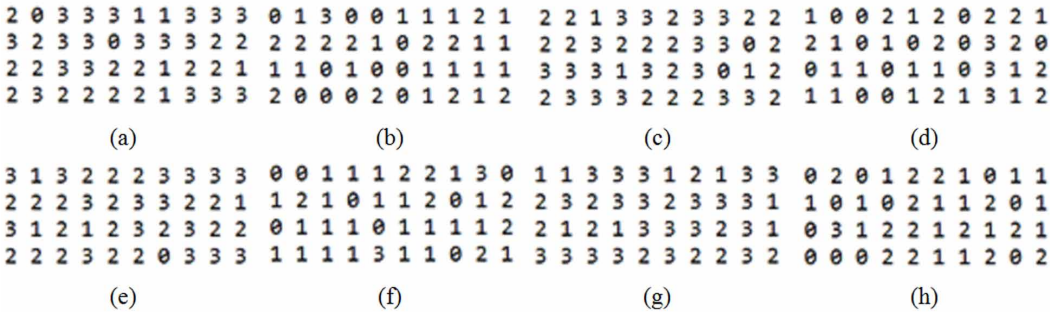 2 0 3 3 3 1 1 3 3 3
3 2 3 3 0 3 3 3 2 2
2 2 3 3 2 2 1 2 2 1
2 3 2 2 2 2 1 3 3 3
(a)
0 1 3 0 0 1 1 1 2 1
2 2 2 2 1 0 2 2 1 1
1 1 0 1 0 0 1 1 1 1
2 0 0 0 2 0 1 2 1 2
(b)
2 2 1 3 3 2 3 3 2 2
2 2 3 2 2 2 3 3 0 2
3 3 3 1 3 2 3 0 1 2
2 3 3 3 2 2 2 3 3 2
(c)
1 0 0 2 1 2 0 2 2 1
2 1 0 1 0 2 0 3 2 0
0 1 1 0 1 1 0 3 1 2
1 1 0 0 1 2 1 3 1 2
(d)
3 1 3 2 2 2 3 3 3 3
2 2 2 3 2 3 3 2 2 1
3 1 2 1 2 3 2 3 2 2
2 2 2 3 2 2 0 3 3 3
(e)
0 0 1 1 1 2 2 1 3 0
1 2 1 0 1 1 2 0 1 2
0 1 1 1 0 1 1 1 1 2
1 1 1 1 3 1 1 0 2 1
(f)
1 1 3 3 3 1 2 1 3 3
2 3 2 3 3 2 3 3 3 1
2 1 2 1 3 3 3 2 3 1
3 3 3 3 2 3 2 2 3 2
(g)
0 2 0 1 2 2 1 0 1 1
1 0 1 0 2 1 1 2 0 1
0 3 1 2 2 1 2 1 2 1
0 0 0 2 2 1 1 2 0 2
(h)